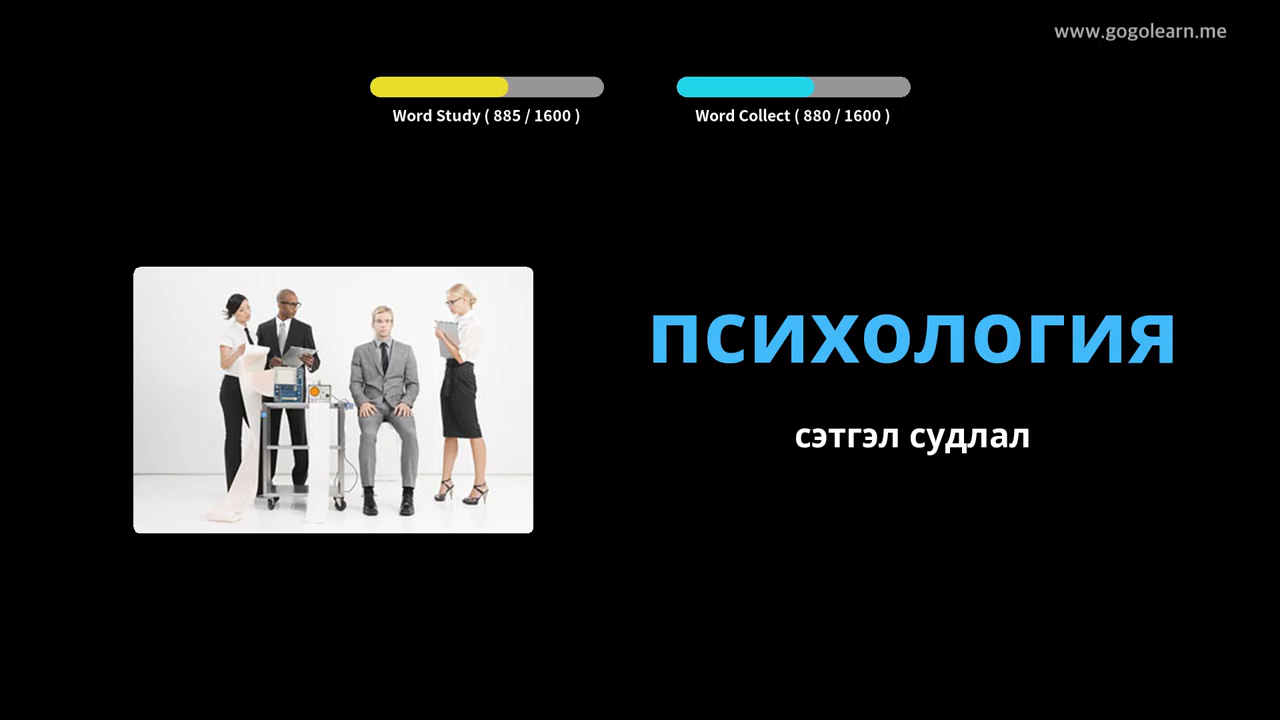 www.gogolearn.me
Word Study ( 885 / 1600 )
Word Collect ( 880 / 1600 )
психология
сэтгэл судлал